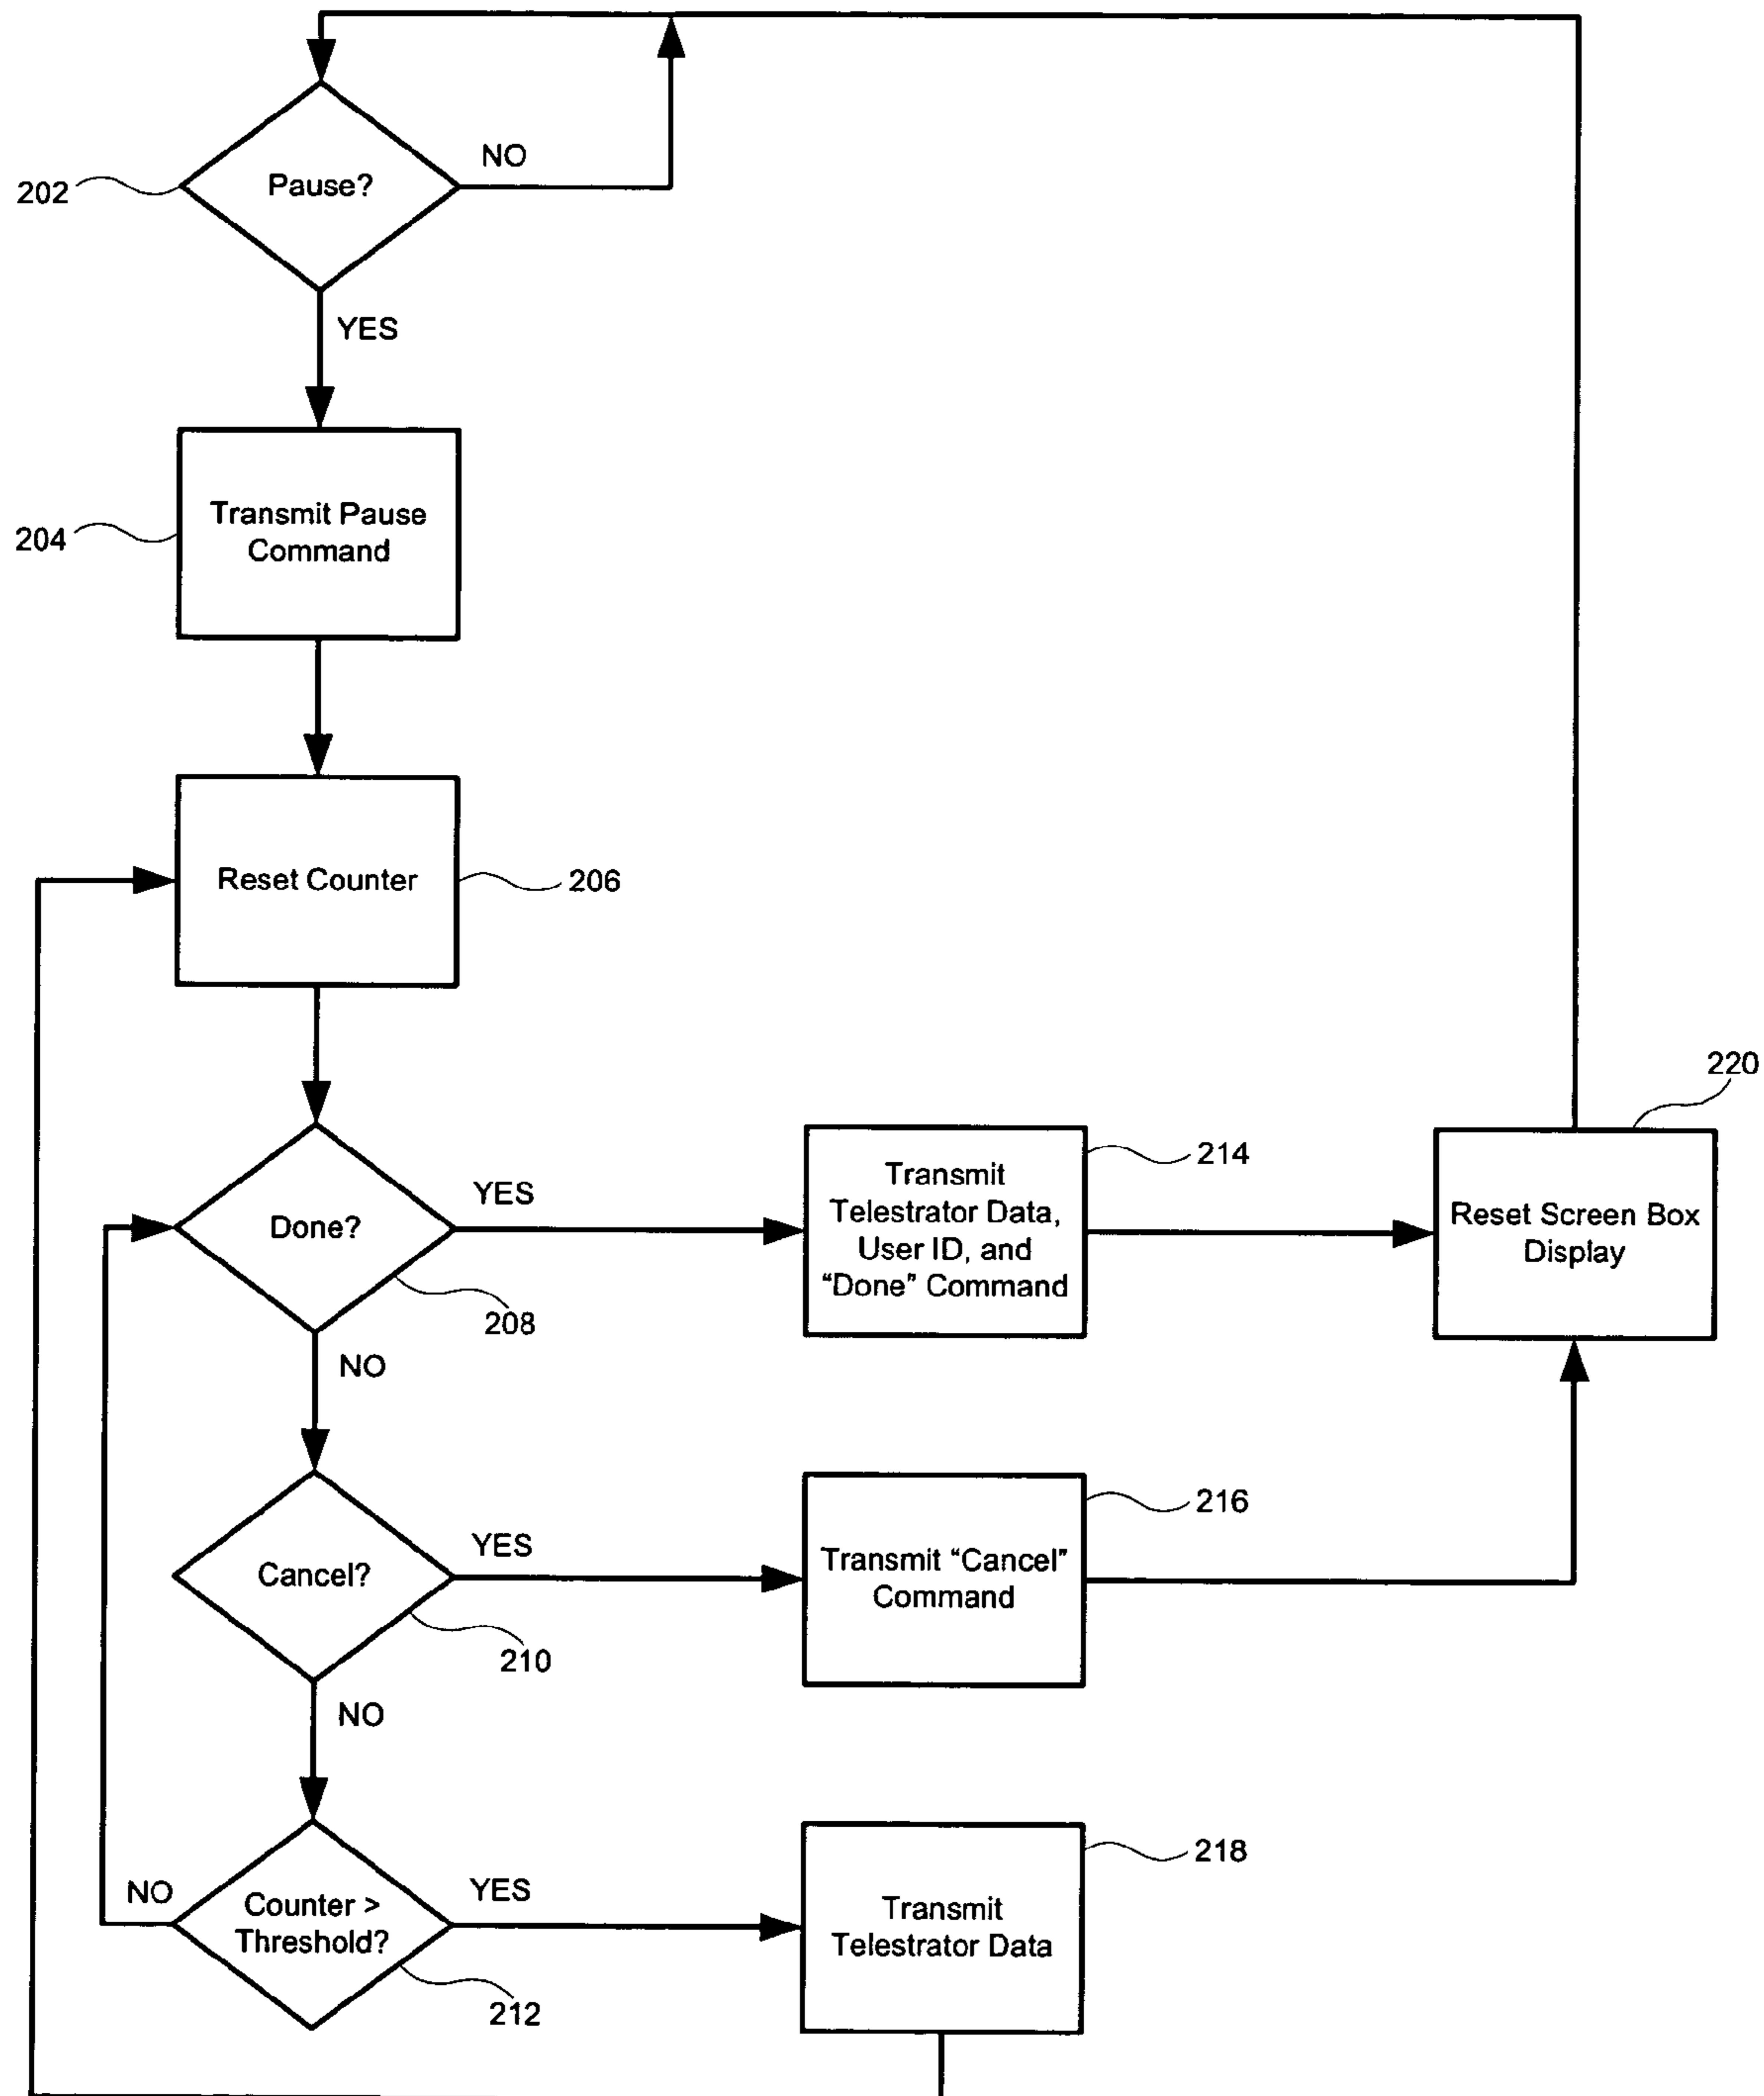 NO
Pause?
202
YES
Transmit Pause
Command
204
Reset Counter
206
220
Done?
YES
208
NO
Transmit
Telestrator Data,
User ID, and
“Done” Command
214
Reset Screen Box
Display
Cancel?
YES
210
NO
Transmit “Cancel”
Command
216
NO
Counter >
Threshold?
YES
212
Transmit
Telestrator Data
218